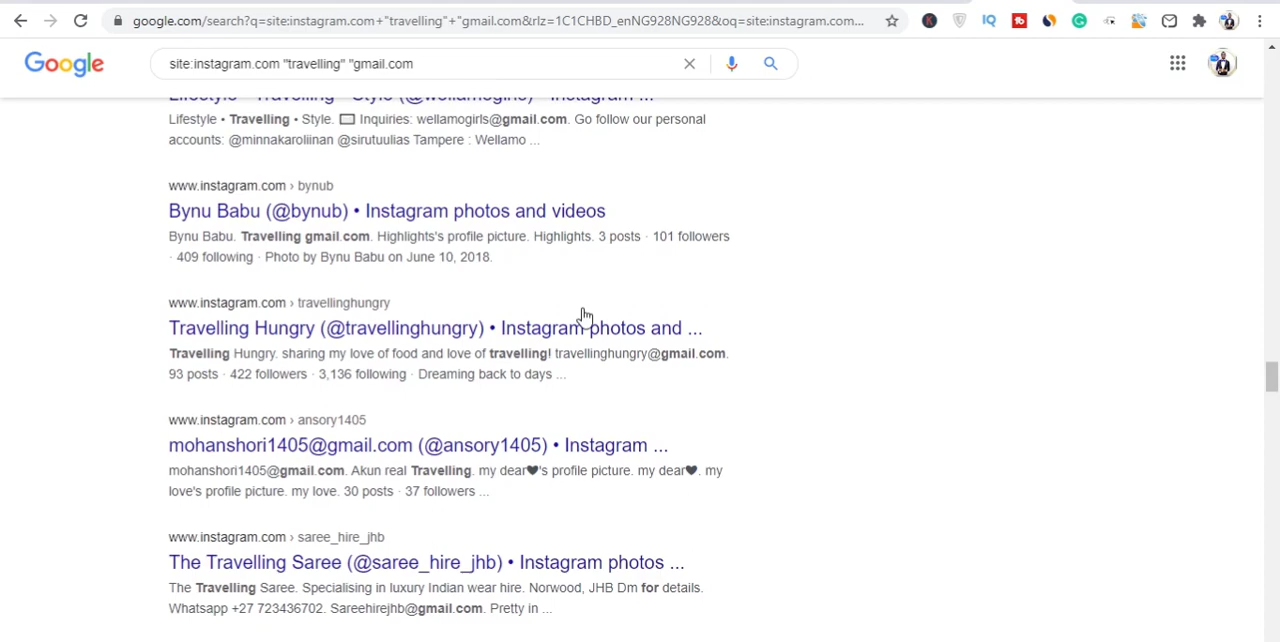 google.com/search?q=site:instagram.com+"travelling"+"gmail.com&rlz=1C1CHBD_enNG928NG928&oq=site:instagram.com...
Google
site:instagram.com "travelling" "gmail.com
Lifestyle • Travelling • Style (@wellamogirls) • Instagram ...
Lifestyle • Travelling • Style. Inquiries: wellamogirls@gmail.com. Go follow our personal
accounts: @minnakaroliinan @sirutuulias Tampere : Wellamo ...
www.instagram.com › bynub
Bynu Babu (@bynub) • Instagram photos and videos
Bynu Babu. Travelling gmail.com. Highlights's profile picture. Highlights. 3 posts · 101 followers
· 409 following · Photo by Bynu Babu on June 10, 2018.
www.instagram.com › travellinghungry
Travelling Hungry (@travellinghungry) • Instagram photos and ...
Travelling Hungry. sharing my love of food and love of travelling! travellinghungry@gmail.com.
93 posts · 422 followers · 3,136 following · Dreaming back to days ...
www.instagram.com › ansory1405
mohanshori1405@gmail.com (@ansory1405) • Instagram ...
mohanshori1405@gmail.com. Akun real Travelling. my dear♥'s profile picture. my dear♥. my
love's profile picture. my love. 30 posts · 37 followers ...
www.instagram.com › saree_hire_jhb
The Travelling Saree (@saree_hire_jhb) • Instagram photos ...
The Travelling Saree. Specialising in luxury Indian wear hire. Norwood, JHB Dm for details.
Whatsapp +27 723436702. Sareehirejhb@gmail.com. Pretty in ...